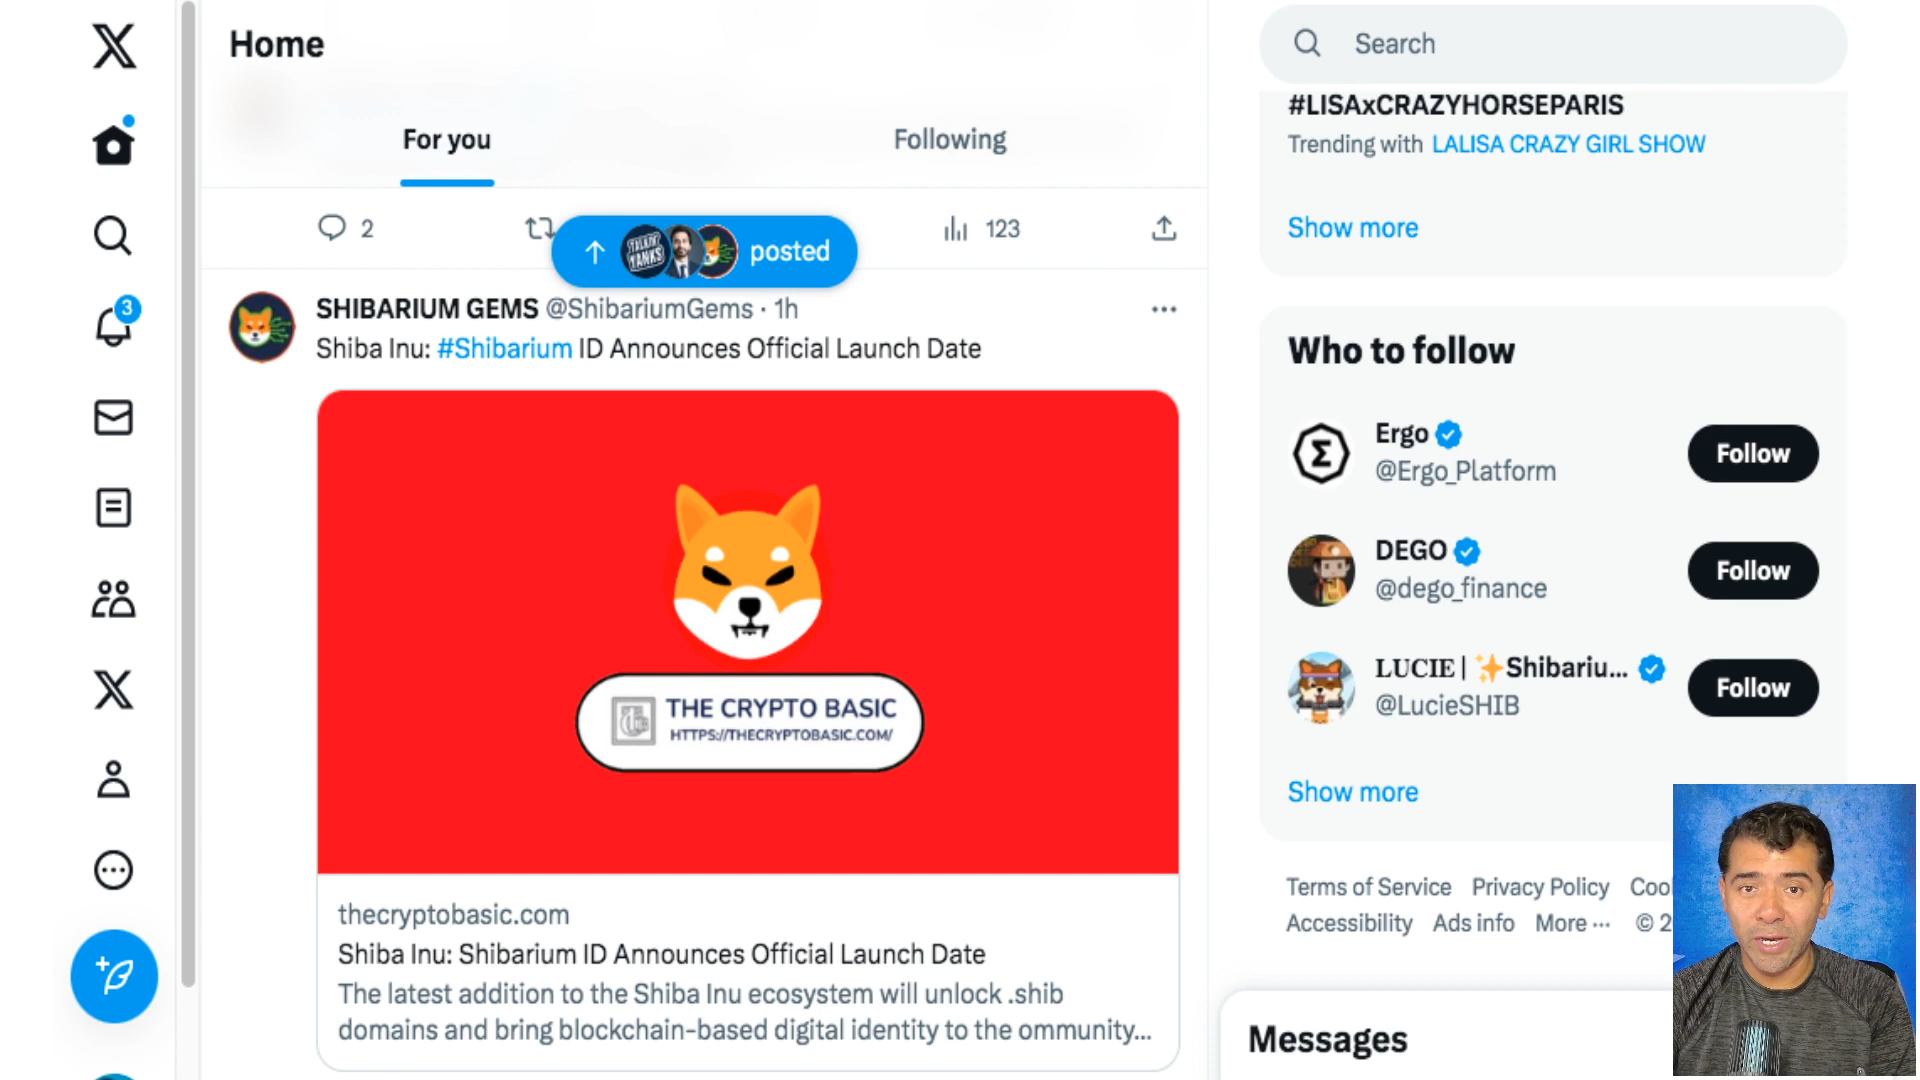 Home
For you
Following
2
posted
TALKIN' YANKS
123
SHIBARIUM GEMS @ShibariumGems · 1h
Shiba Inu: #Shibarium ID Announces Official Launch Date
THE CRYPTO BASIC
HTTPS://THECRYPTOBASIC.COM/
thecryptobasic.com
Shiba Inu: Shibarium ID Announces Official Launch Date
The latest addition to the Shiba Inu ecosystem will unlock .shib
domains and bring blockchain-based digital identity to the ommunity...
3
Search
#LISAxCRAZYHORSEPARIS
Trending with LALISA CRAZY GIRL SHOW
Show more
Who to follow
Ergo
@Ergo_Platform
Follow
DEGO
@dego_finance
Follow
LUCIE | ✨Shibariu...
@LucieSHIB
Follow
Show more
Terms of Service Privacy Policy Coo
Accessibility Ads info More ··· © 2
Messages